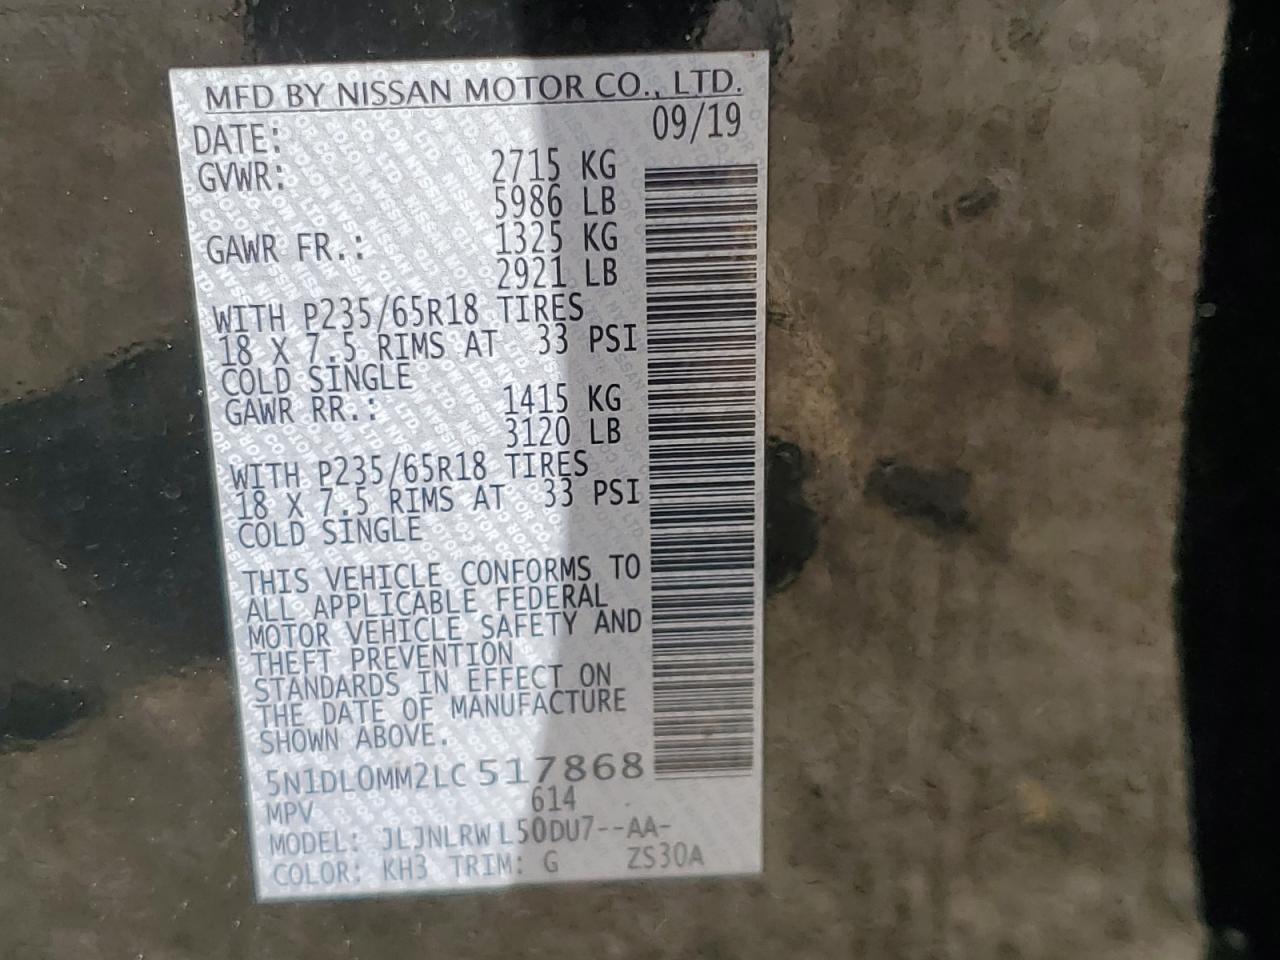 MFD BY NISSAN MOTOR CO., LTD.
DATE: 09/19
GVWR: 2715 KG
5986 LB
GAWR FR.: 1325 KG
2921 LB
WITH P235/65R18 TIRES
18 X 7.5 RIMS AT 33 PSI
COLD SINGLE
GAWR RR.: 1415 KG
3120 LB
WITH P235/65R18 TIRES
18 X 7.5 RIMS AT 33 PSI
COLD SINGLE
THIS VEHICLE CONFORMS TO
ALL APPLICABLE FEDERAL
MOTOR VEHICLE SAFETY AND
THEFT PREVENTION
STANDARDS IN EFFECT ON
THE DATE OF MANUFACTURE
SHOWN ABOVE.
5N1DL0MM2LC517868
MPV 614
MODEL: JLJNLRWL50DU7--AA-
COLOR: KH3 TRIM: G ZS30A